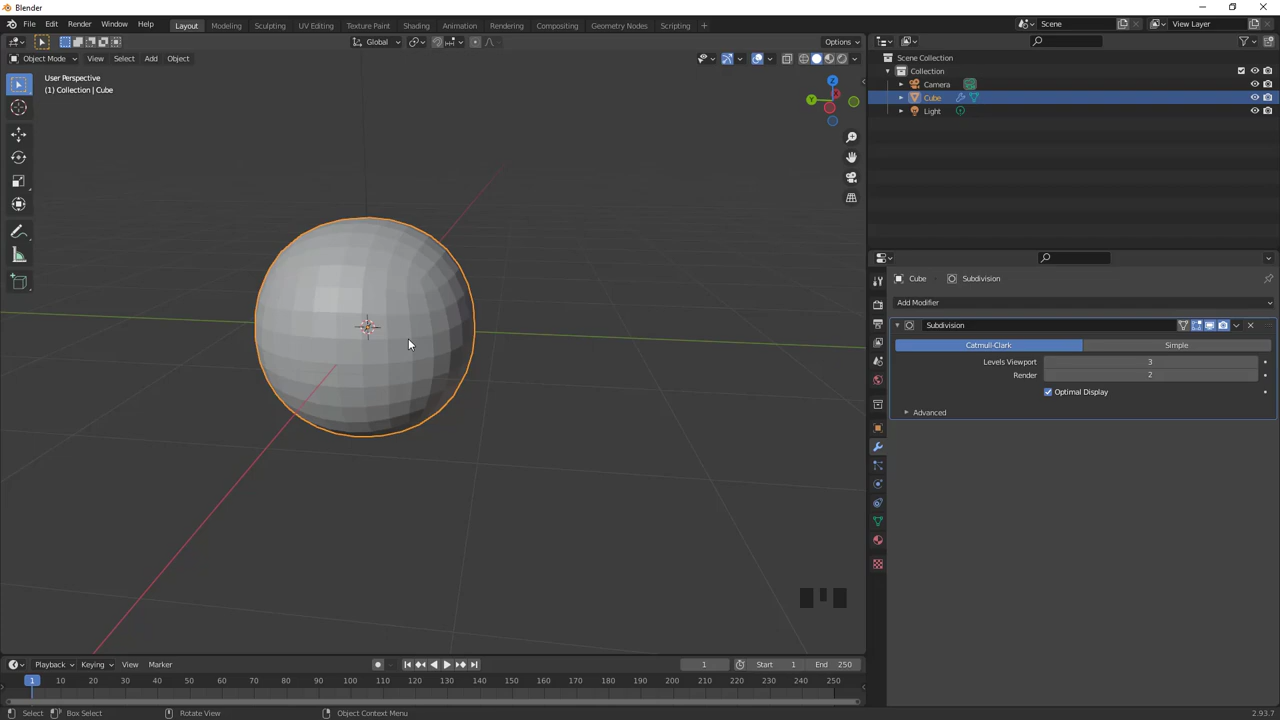 Blender
File Edit Render Window Help Layout Modeling Sculpting UV Editing Texture Paint Shading Animation Rendering Compositing Geometry Nodes Scripting + Scene View Layer
Global Options
Object Mode View Select Add Object
User Perspective
(1) Collection | Cube
Z
Scene Collection
Collection
Camera
Cube
Light
Cube Subdivision
Add Modifier
Subdivision
Catmull-Clark Simple
Levels Viewport 3
Render 2
Optimal Display
Advanced
Playback Keying View Marker 1 Start 1 End 250
1 10 20 30 40 50 60 70 80 90 100 110 120 130 140 150 160 170 180 190 200 210 220 230 240 250
Select Box Select Rotate View Object Context Menu 2.93.7